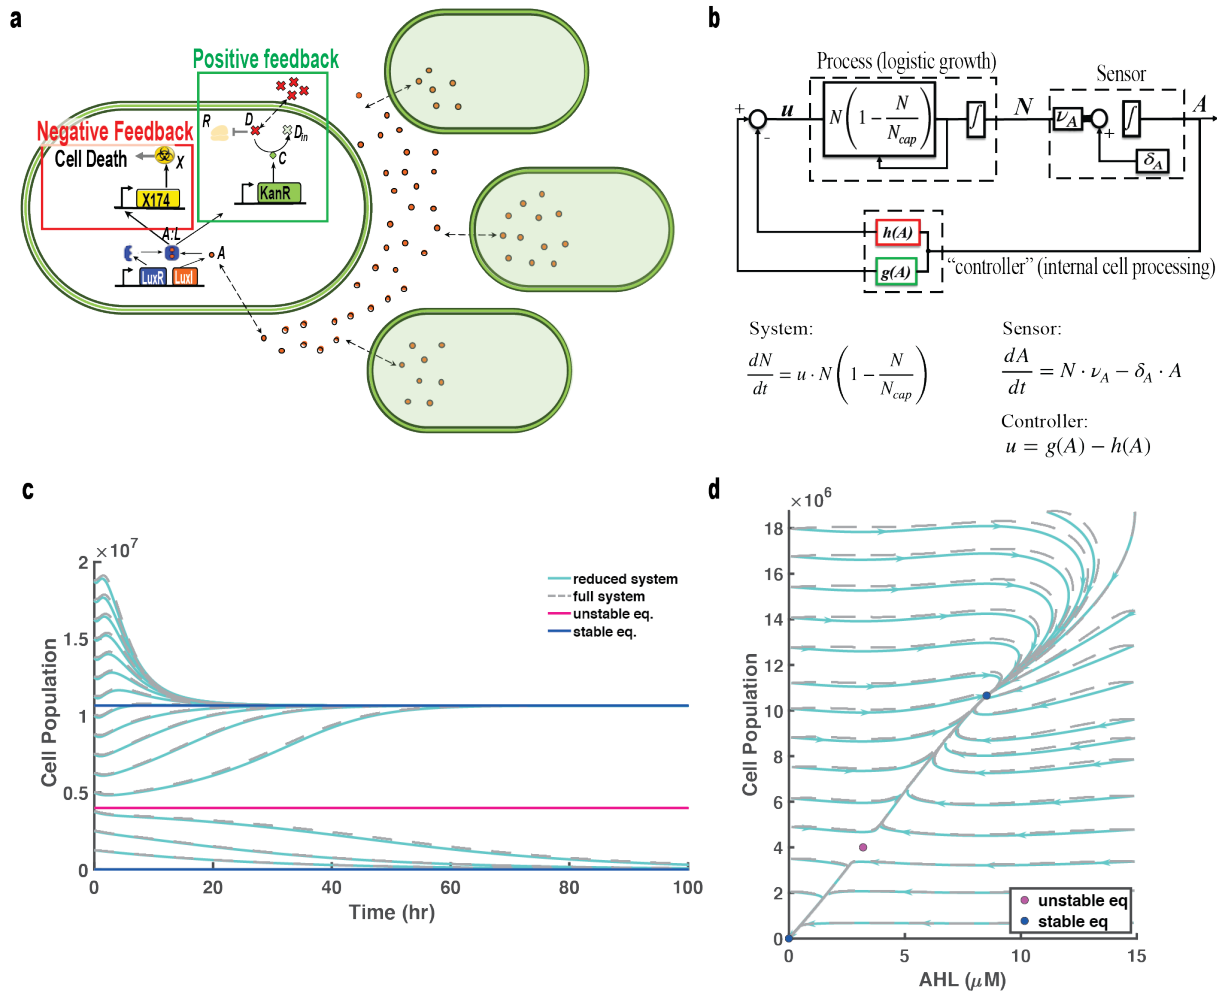 a
Positive feedback
Negative Feedback
Cell Death
X
X174
R
D
D_in
C
KanR
A:L
A
LuxR
LuxI
b
Process (logistic growth)
Sensor
+
-
u
N(1 - N/N_cap)
∫
N
ν_A
+
∫
δ_A
A
h(A)
g(A)
“controller” (internal cell processing)
System:
dN/dt = u · N(1 - N/N_cap)
Sensor:
dA/dt = N · ν_A − δ_A · A
Controller:
u = g(A) − h(A)
c
×10^7
2
1.5
1
0.5
0
Cell Population
0 20 40 60 80 100
Time (hr)
reduced system
full system
unstable eq.
stable eq.
d
×10^6
18
16
14
12
10
8
6
4
2
0
Cell Population
0 5 10 15
AHL (μM)
unstable eq
stable eq